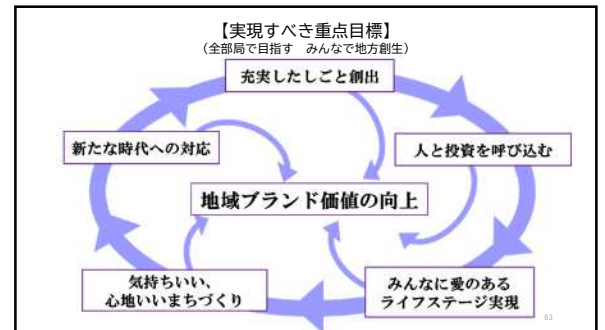 【実現すべき重点目標】
（全部局で目指す　みんなで地方創生）
充実したしごと創出
新たな時代への対応
人と投資を呼び込む
地域ブランド価値の向上
気持ちいい、
心地いいまちづくり
みんなに愛のある
ライフステージ実現
63